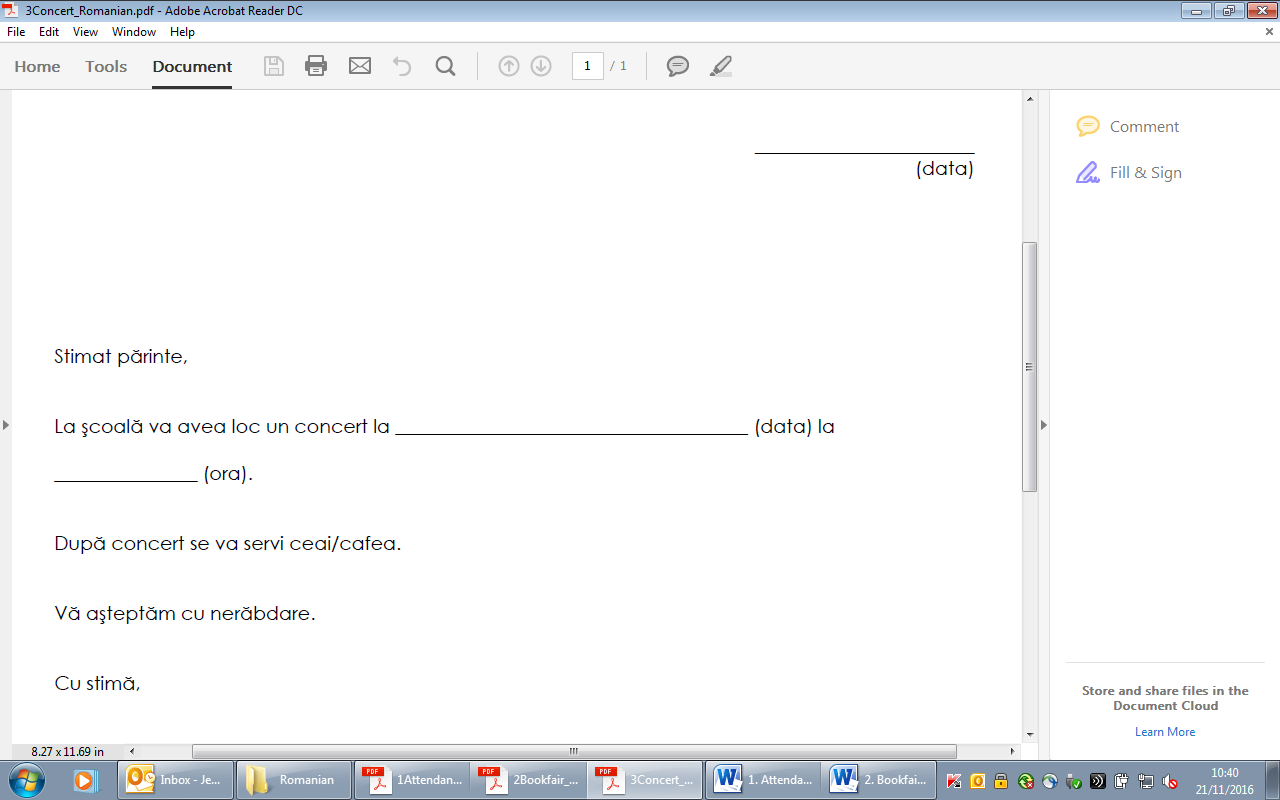 3Concert_Romanian.pdf - Adobe Acrobat Reader DC
File Edit View Window Help
Home Tools Document 1 / 1
Comment
Fill & Sign
(data)
Stimat părinte,
La şcoală va avea loc un concert la ________________________________ (data) la
_____________ (ora).
După concert se va servi ceai/cafea.
Vă aşteptăm cu nerăbdare.
Cu stimă,
Store and share files in the
Document Cloud
Learn More
8.27 x 11.69 in
Inbox - Je... Romanian 1Attendan... 2Bookfair_... 3Concert_... 1. Attenda... 2. Bookfai... 10:40
21/11/2016